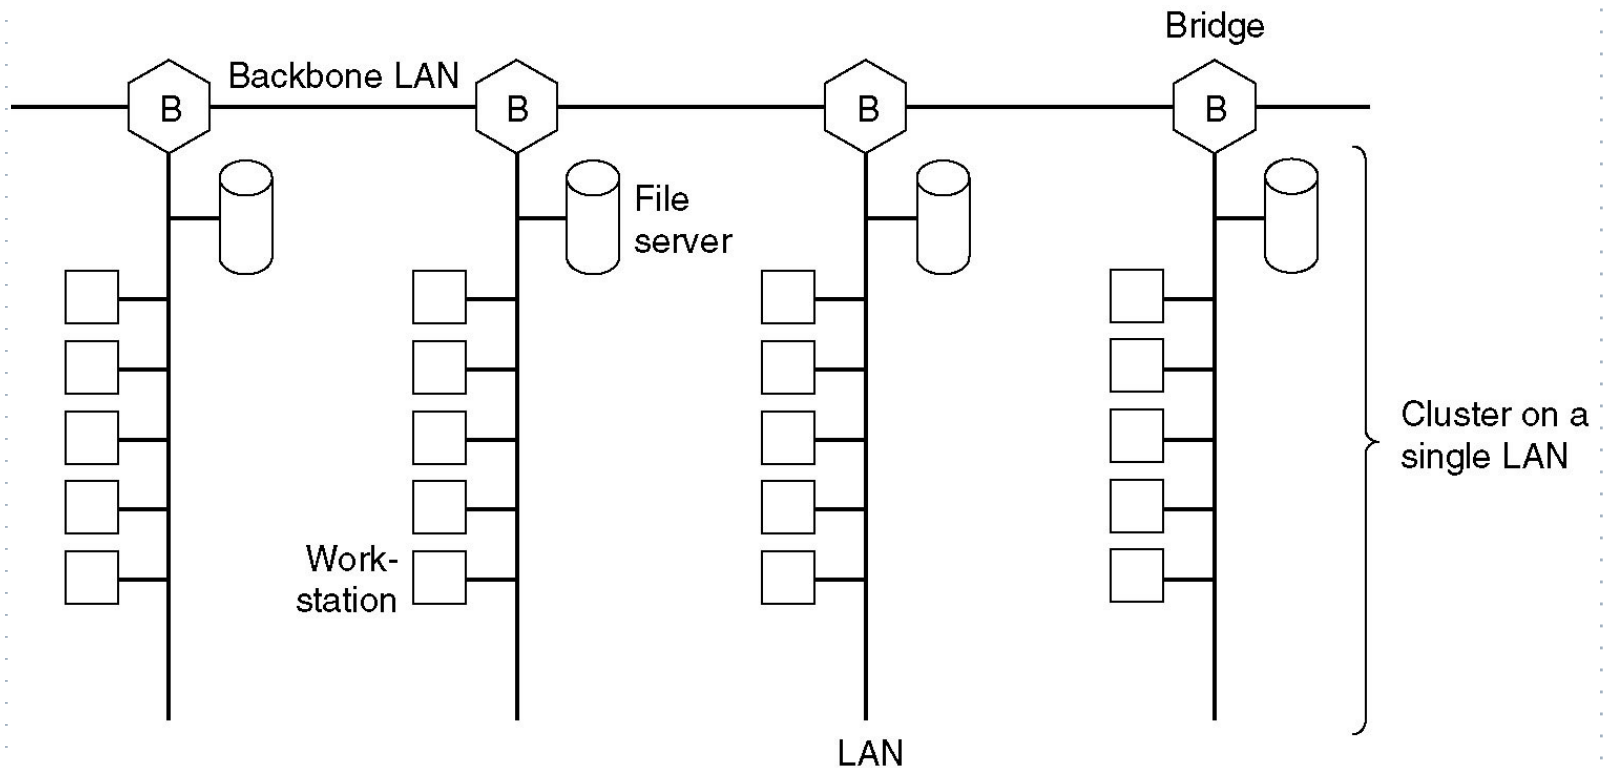 Bridge
Backbone LAN
B
B
B
B
File
server
Cluster on a
single LAN
Work-
station
LAN